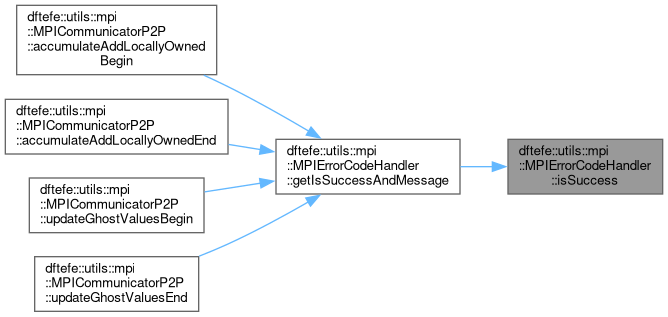 dftefe::utils::mpi
::MPICommunicatorP2P
::accumulateAddLocallyOwned
Begin
dftefe::utils::mpi
::MPICommunicatorP2P
::accumulateAddLocallyOwnedEnd
dftefe::utils::mpi
::MPICommunicatorP2P
::updateGhostValuesBegin
dftefe::utils::mpi
::MPICommunicatorP2P
::updateGhostValuesEnd
dftefe::utils::mpi
::MPIErrorCodeHandler
::getIsSuccessAndMessage
dftefe::utils::mpi
::MPIErrorCodeHandler
::isSuccess